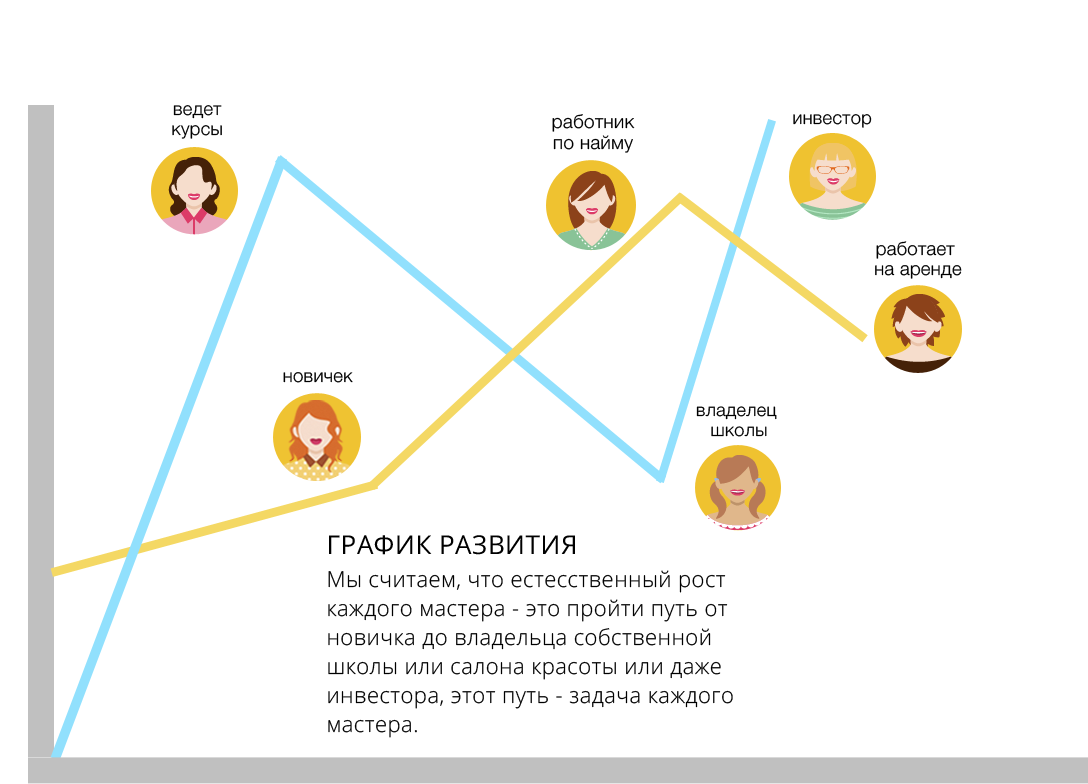 ведет
курсы
работник
по найму
инвестор
работает
на аренде
новичек
владелец
школы
ГРАФИК РАЗВИТИЯ
Мы считаем, что естесственный рост
каждого мастера - это пройти путь от
новичка до владельца собственной
школы или салона красоты или даже
инвестора, этот путь - задача каждого
мастера.